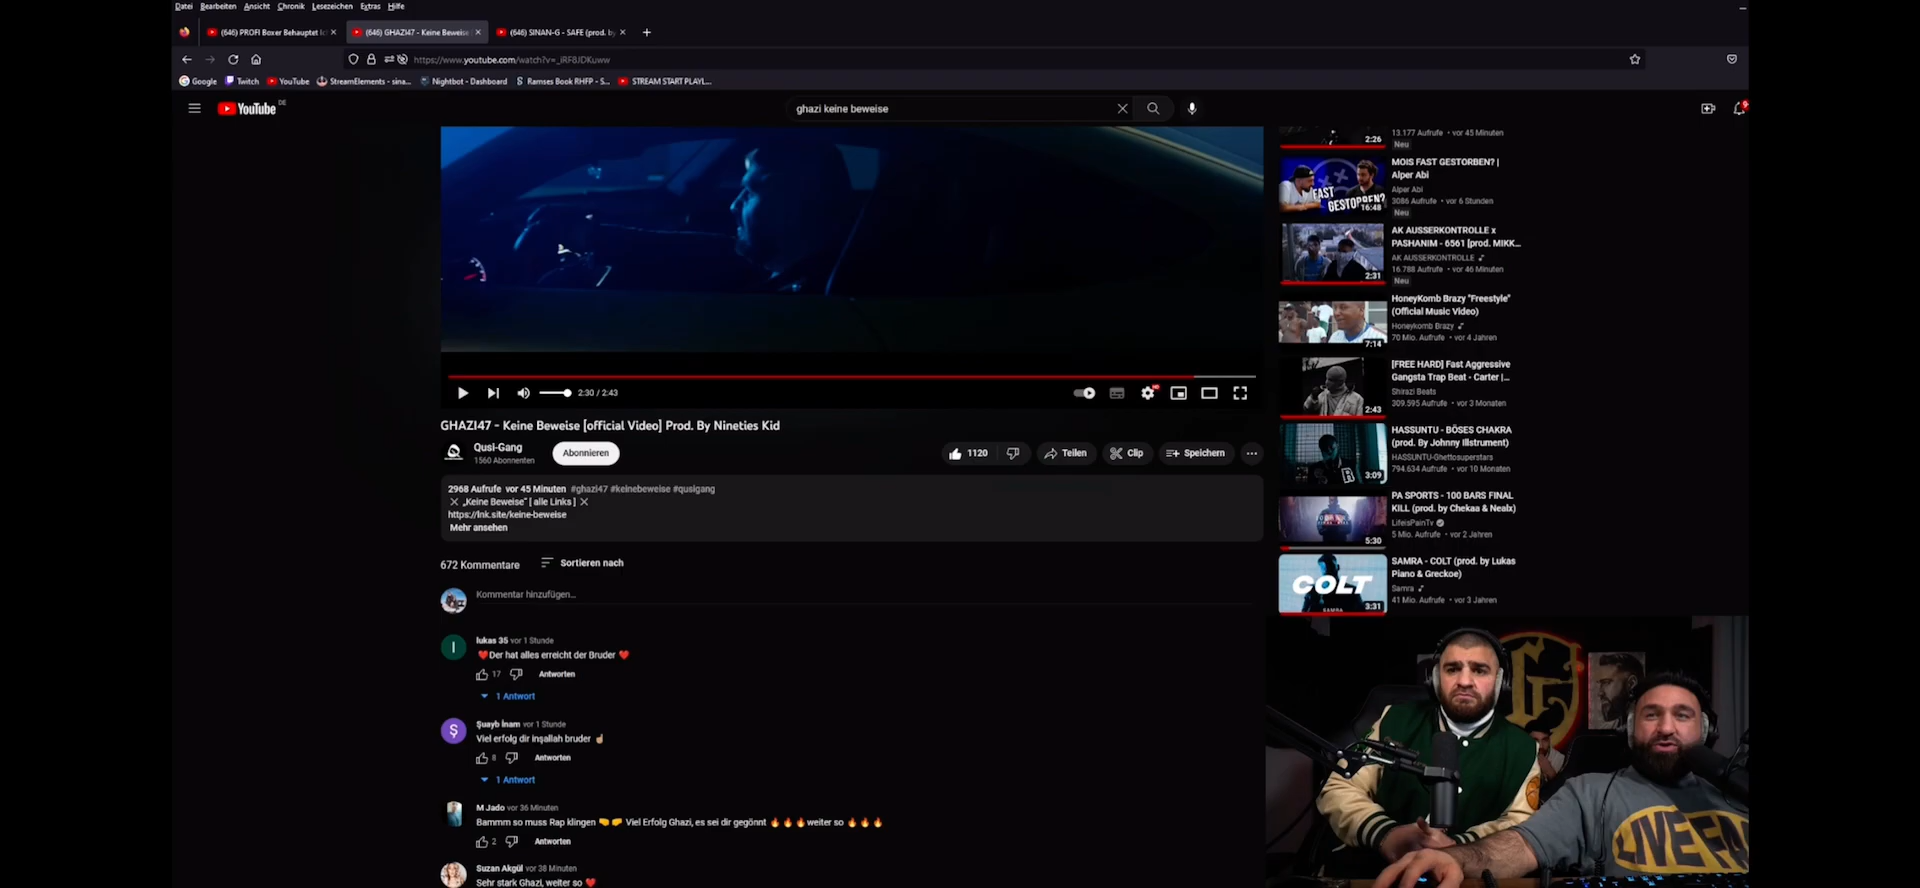 Datei Bearbeiten Ansicht Chronik Lesezeichen Extras Hilfe
(646) PROFI Boxer Behauptet Ic
(646) GHAZI47 - Keine Beweise
(646) SINAN-G - SAFE (prod. by
https://www.youtube.com/watch?v=_iRF8JDKuww
Google Twitch YouTube StreamElements - sina... Nightbot - Dashboard Ramses Book RHFP - S... STREAM START PLAYL...
YouTube DE
ghazi keine beweise
9+
2:30 / 2:43
GHAZI47 - Keine Beweise [official Video] Prod. By Nineties Kid
Qusi-Gang
1560 Abonnenten
Abonnieren
1120
Teilen
Clip
Speichern
2968 Aufrufe vor 45 Minuten #ghazi47 #keinebeweise #qusigang
„Keine Beweise“ [ alle Links ]
https://lnk.site/keine-beweise
Mehr ansehen
672 Kommentare
Sortieren nach
Kommentar hinzufügen...
lukas 35 vor 1 Stunde
❤️Der hat alles erreicht der Bruder ❤️
17 Antworten
1 Antwort
Ş
Şuayb İnam vor 1 Stunde
Viel erfolg dir inşallah bruder ☝🏼
8 Antworten
1 Antwort
M Jado vor 36 Minuten
Bammm so muss Rap klingen 🤜🤛 Viel Erfolg Ghazi, es sei dir gegönnt 🔥🔥🔥weiter so 🔥🔥🔥
2 Antworten
Suzan Akgül vor 38 Minuten
Sehr stark Ghazi, weiter so ❤️
2:26
13.177 Aufrufe • vor 45 Minuten
Neu
FAST GESTORBEN?
16:48
MOIS FAST GESTORBEN? |
Alper Abi
Alper Abi
3086 Aufrufe • vor 6 Stunden
Neu
2:31
AK AUSSERKONTROLLE x
PASHANIM - 6561 [prod. MIKK...
AK AUSSERKONTROLLE
16.788 Aufrufe • vor 46 Minuten
Neu
7:14
HoneyKomb Brazy "Freestyle"
(Official Music Video)
Honeykomb Brazy
70 Mio. Aufrufe • vor 4 Jahren
2:43
[FREE HARD] Fast Aggressive
Gangsta Trap Beat - Carter |...
Shirazi Beats
309.595 Aufrufe • vor 3 Monaten
3:09
HASSUNTU - BÖSES CHAKRA
(prod. By Johnny Illstrument)
HASSUNTU-Ghettosuperstars
794.634 Aufrufe • vor 10 Monaten
5:30
PA SPORTS - 100 BARS FINAL
KILL (prod. by Chekaa & Nealx)
LifeisPainTv
5 Mio. Aufrufe • vor 2 Jahren
COLT
SAMRA
3:31
SAMRA - COLT (prod. by Lukas
Piano & Greckoe)
Samra
41 Mio. Aufrufe • vor 3 Jahren
G
LIVE FA